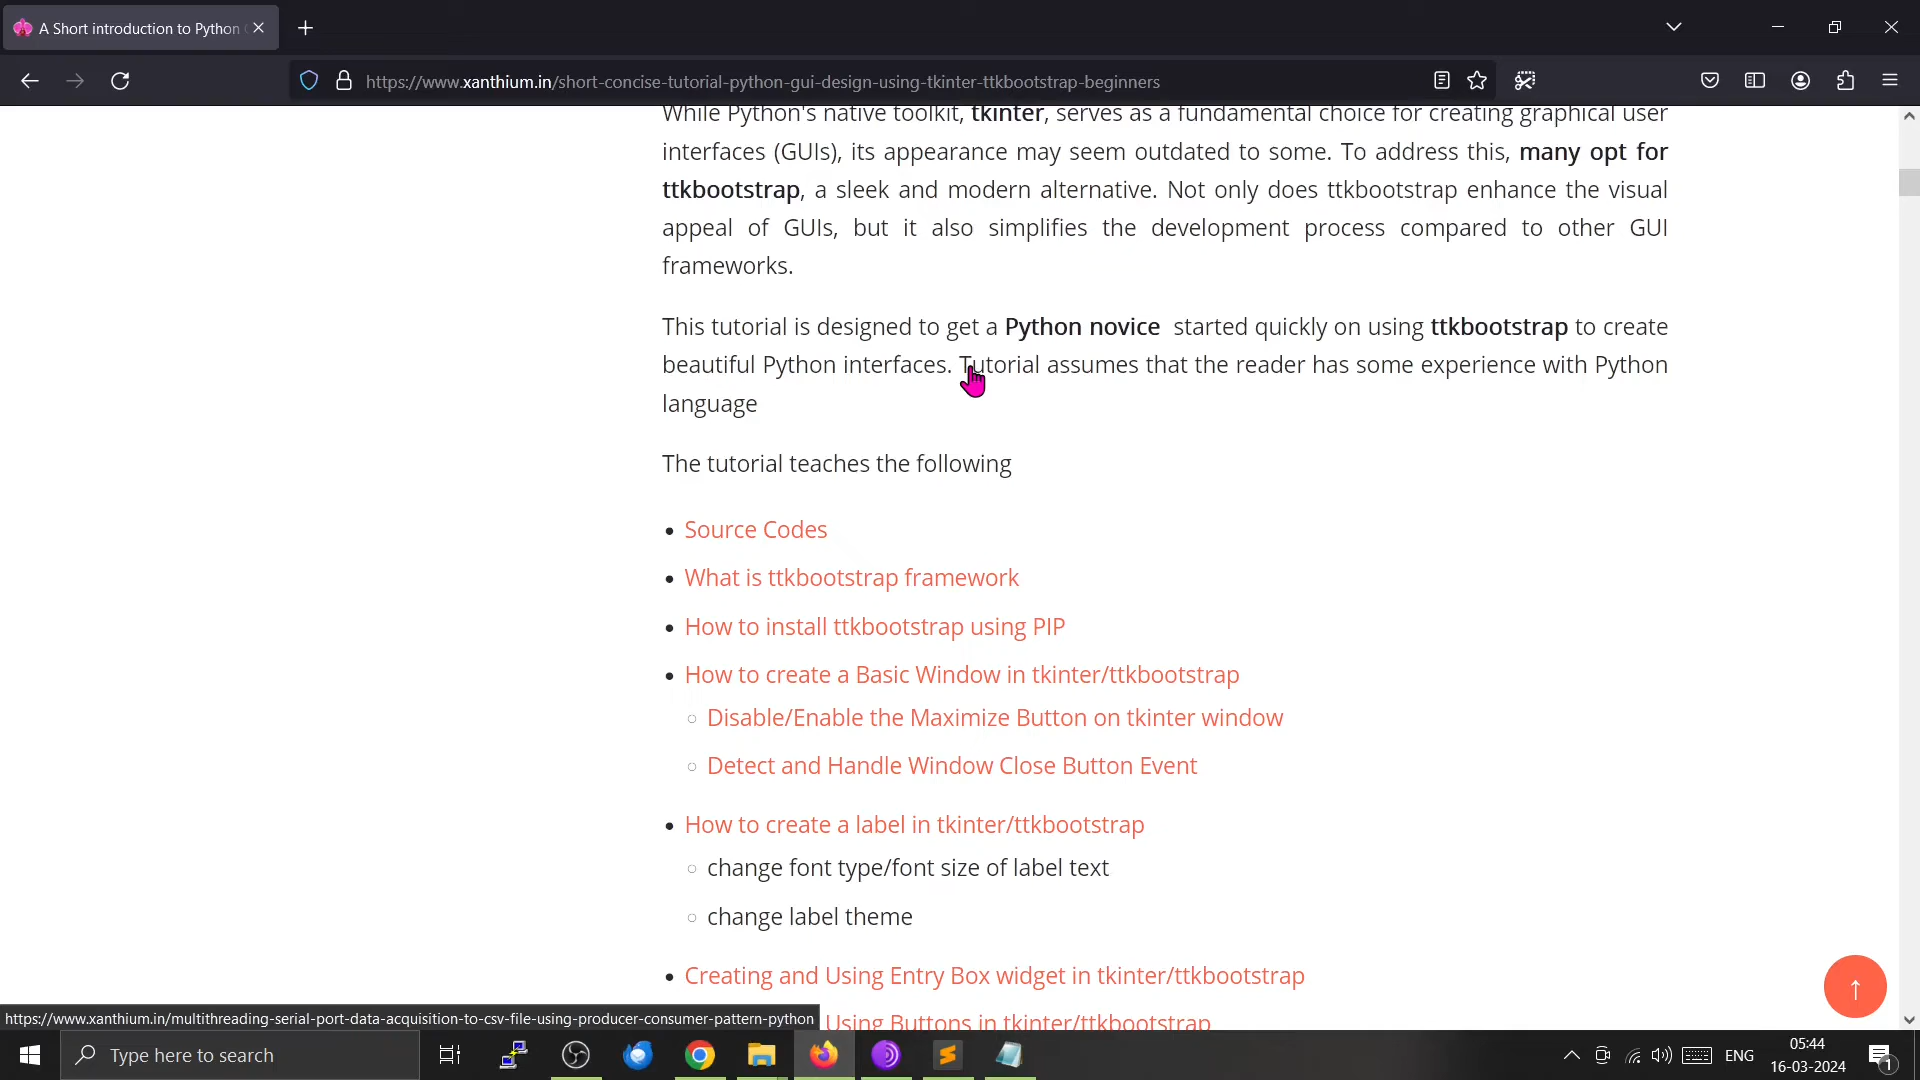 A Short introduction to Python
https://www.xanthium.in/short-concise-tutorial-python-gui-design-using-tkinter-ttkbootstrap-beginners
While Python's native toolkit, tkinter, serves as a fundamental choice for creating graphical user
interfaces (GUIs), its appearance may seem outdated to some. To address this, many opt for
ttkbootstrap, a sleek and modern alternative. Not only does ttkbootstrap enhance the visual
appeal of GUIs, but it also simplifies the development process compared to other GUI
frameworks.
This tutorial is designed to get a Python novice started quickly on using ttkbootstrap to create
beautiful Python interfaces. Tutorial assumes that the reader has some experience with Python
language
The tutorial teaches the following
Source Codes
What is ttkbootstrap framework
How to install ttkbootstrap using PIP
How to create a Basic Window in tkinter/ttkbootstrap
Disable/Enable the Maximize Button on tkinter window
Detect and Handle Window Close Button Event
How to create a label in tkinter/ttkbootstrap
change font type/font size of label text
change label theme
Creating and Using Entry Box widget in tkinter/ttkbootstrap
Using Buttons in tkinter/ttkbootstrap
https://www.xanthium.in/multithreading-serial-port-data-acquisition-to-csv-file-using-producer-consumer-pattern-python
Type here to search
ENG
05:44
16-03-2024
1